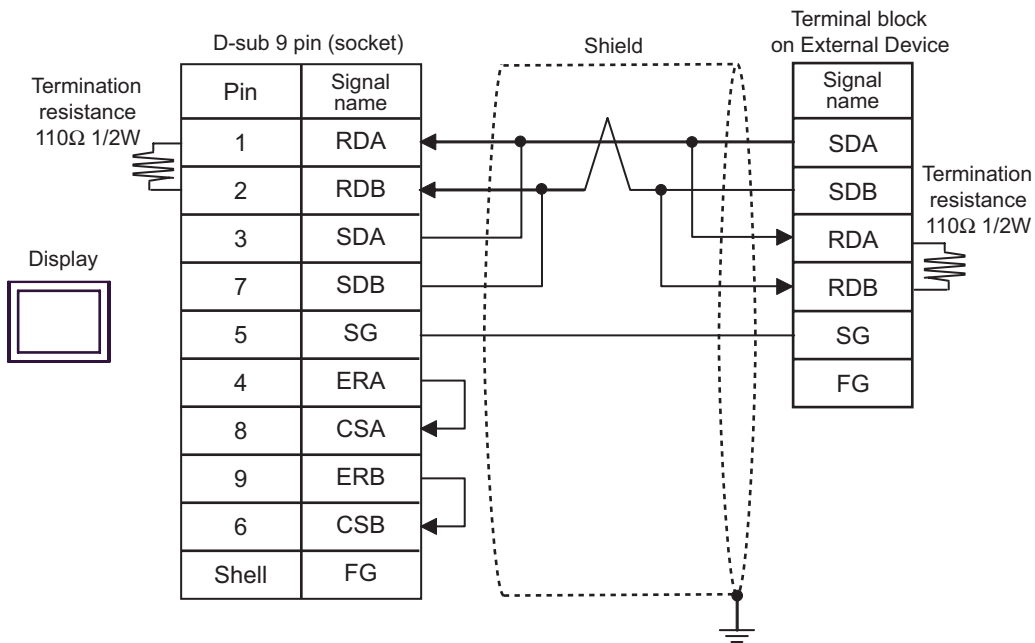 D-sub 9 pin (socket)
Shield
Terminal block
on External Device
Termination
resistance
110Ω 1/2W
Display
Pin
Signal
name
1
RDA
2
RDB
3
SDA
7
SDB
5
SG
4
ERA
8
CSA
9
ERB
6
CSB
Shell
FG
Signal
name
SDA
SDB
RDA
RDB
SG
FG
Termination
resistance
110Ω 1/2W